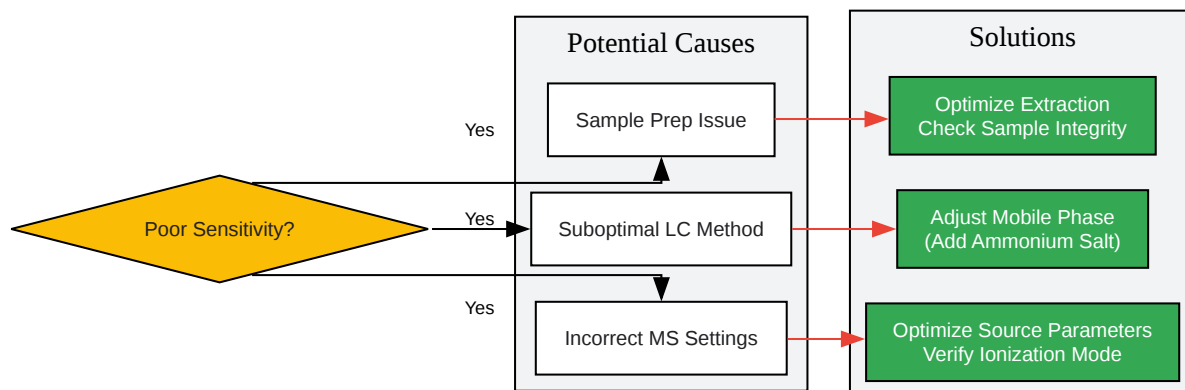 Potential Causes
Solutions
Yes
Sample Prep Issue
Optimize Extraction
Check Sample Integrity
Poor Sensitivity?
Yes
Suboptimal LC Method
Adjust Mobile Phase
(Add Ammonium Salt)
Yes
Incorrect MS Settings
Optimize Source Parameters
Verify Ionization Mode